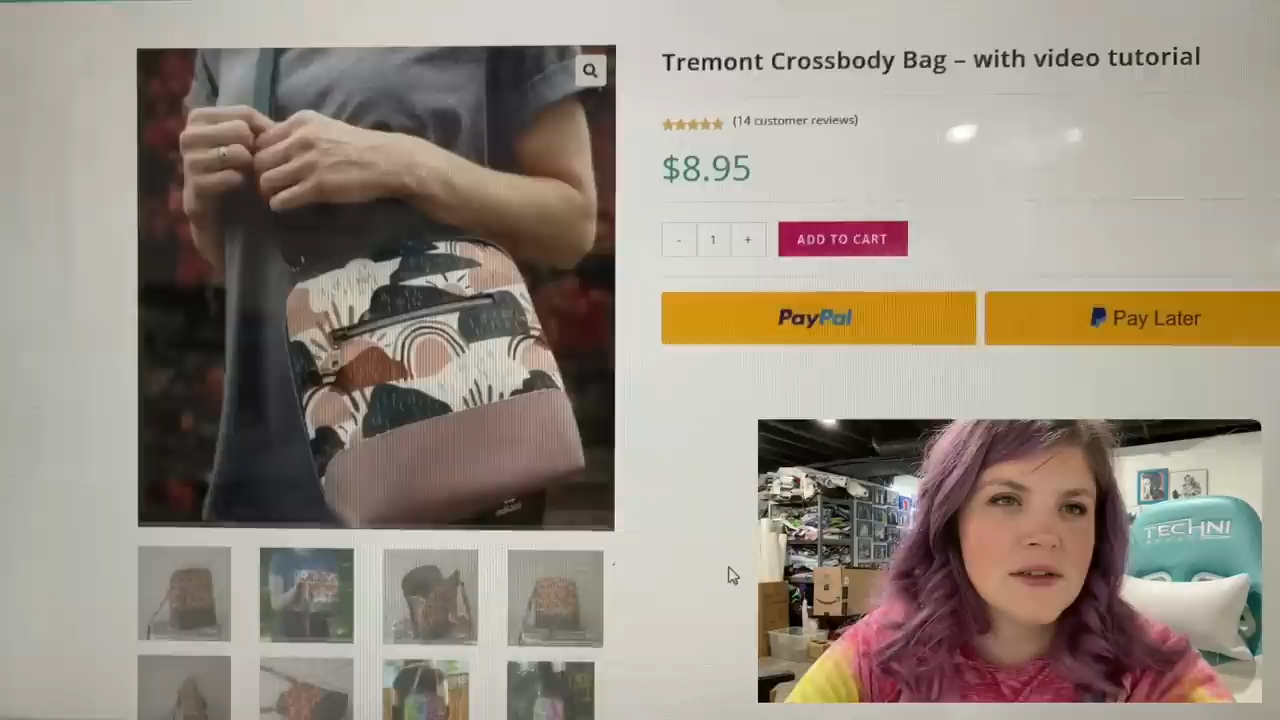 Tremont Crossbody Bag – with video tutorial
(14 customer reviews)
$8.95
- 1 + ADD TO CART
PayPal
Pay Later
TECHNI